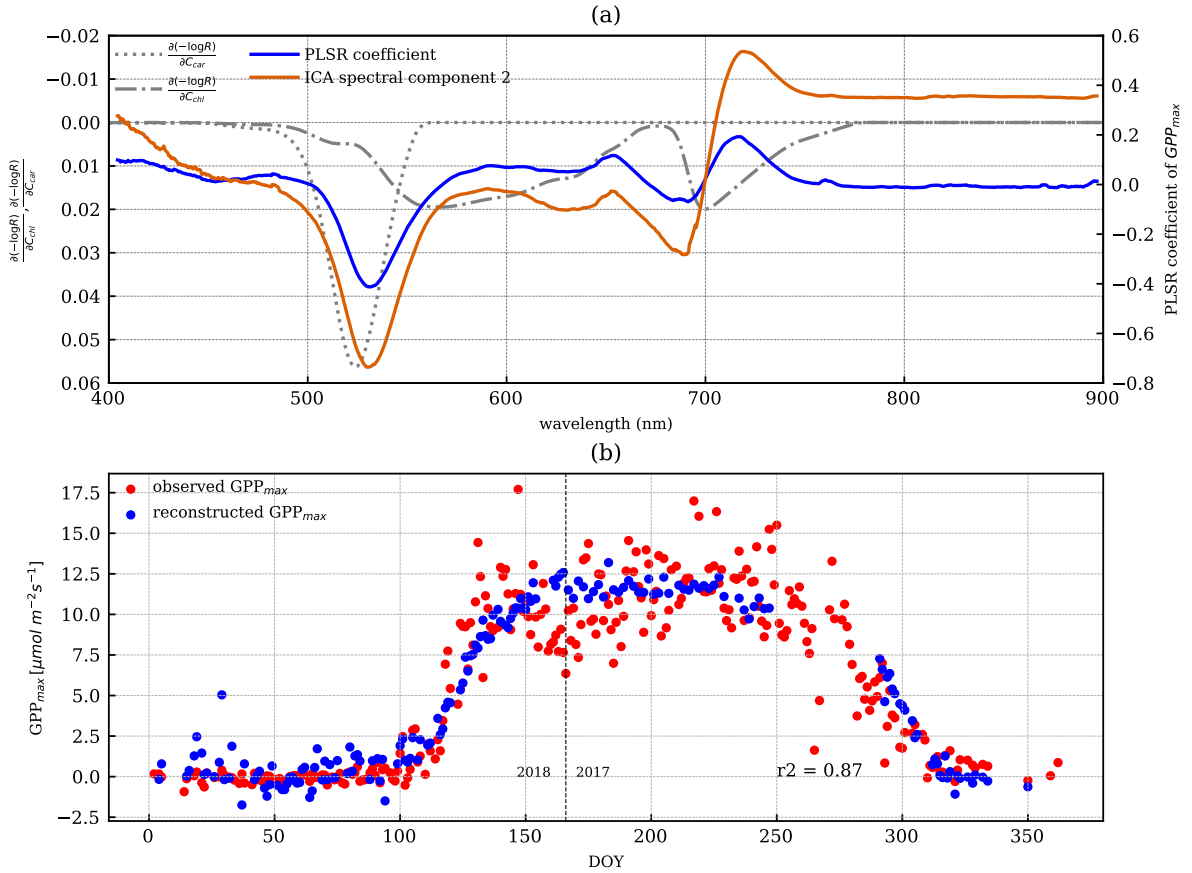 (a)
−0.02
−0.01
0.00
0.01
0.02
0.03
0.04
0.05
0.06
∂(−logR)/∂C_chl, ∂(−logR)/∂C_car
∂(−logR)/∂C_car
∂(−logR)/∂C_chl
PLSR coefficient
ICA spectral component 2
0.6
0.4
0.2
0.0
−0.2
−0.4
−0.6
−0.8
PLSR coefficient of GPP_max
400 500 600 700 800 900
wavelength (nm)
(b)
17.5
15.0
12.5
10.0
7.5
5.0
2.5
0.0
−2.5
GPP_max [μmol m⁻²s⁻¹]
observed GPP_max
reconstructed GPP_max
2018 2017
r2 = 0.87
0 50 100 150 200 250 300 350
DOY